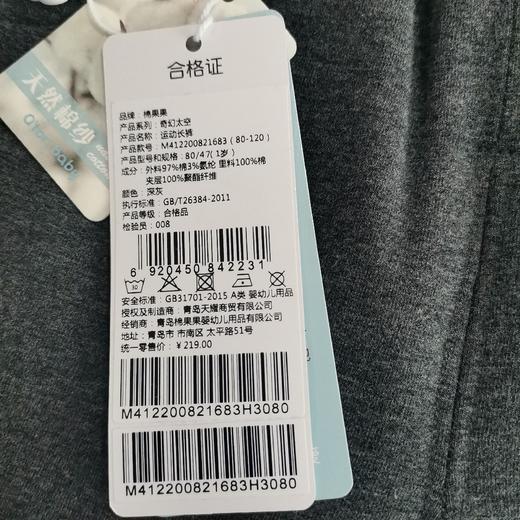 合格证
品牌：棉果果
产品系列：奇幻太空
产品名称：运动长裤
产品款号：M412200821683 (80-120)
产品型号和规格：80/47(1岁)
成分：外料97%棉3%氨纶 里料100%棉
夹层100%聚酯纤维
颜色：深灰
执行标准：GB/T26384-2011
产品等级：合格品
检验员：008
6 920450 842231
30
安全标准：GB31701-2015 A类 婴幼儿用品
授权及制造商：青岛天耀商贸有限公司
经销商：青岛棉果果婴幼儿用品有限公司
地址：青岛市 市南区 太平路51号
统一零售价：￥219.00
M412200821683H3080
M412200821683H3080
天然棉纱